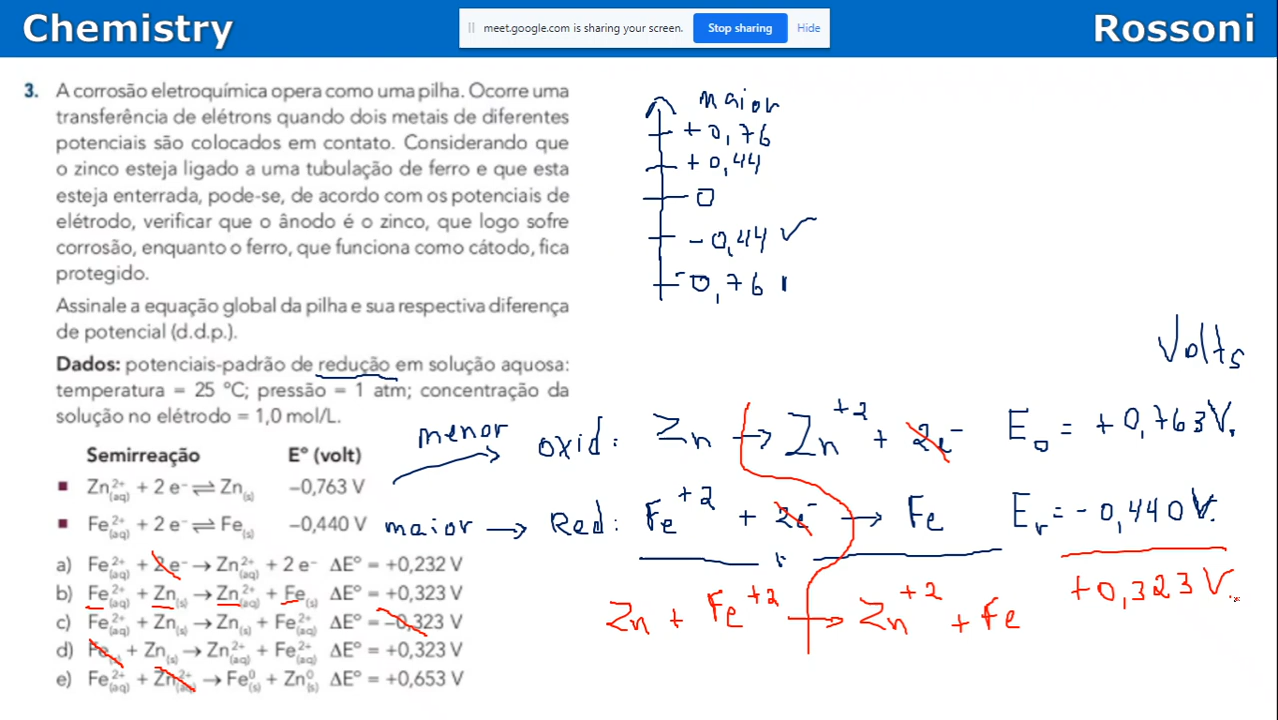 Chemistry
meet.google.com is sharing your screen. Stop sharing Hide
Rossoni
3. A corrosão eletroquímica opera como uma pilha. Ocorre uma
transferência de elétrons quando dois metais de diferentes
potenciais são colocados em contato. Considerando que
o zinco esteja ligado a uma tubulação de ferro e que esta
esteja enterrada, pode-se, de acordo com os potenciais de
elétrodo, verificar que o ânodo é o zinco, que logo sofre
corrosão, enquanto o ferro, que funciona como cátodo, fica
protegido.
Assinale a equação global da pilha e sua respectiva diferença
de potencial (d.d.p.).
Dados: potenciais-padrão de redução em solução aquosa:
temperatura = 25 °C; pressão = 1 atm; concentração da
solução no elétrodo = 1,0 mol/L.
Semirreação E° (volt)
■ Zn²⁺(aq) + 2 e⁻ ⇌ Zn(s) −0,763 V
■ Fe²⁺(aq) + 2 e⁻ ⇌ Fe(s) −0,440 V
a) Fe²⁺(aq) + 2 e⁻ → Zn²⁺(aq) + 2 e⁻ ΔE° = +0,232 V
b) Fe²⁺(aq) + Zn(s) → Zn²⁺(aq) + Fe(s) ΔE° = +0,323 V
c) Fe²⁺(aq) + Zn(s) → Zn(s) + Fe²⁺(aq) ΔE° = −0,323 V
d) Fe(s) + Zn(s) → Zn²⁺(aq) + Fe²⁺(aq) ΔE° = +0,323 V
e) Fe²⁺(aq) + Zn²⁺(aq) → Fe⁰(s) + Zn⁰(s) ΔE° = +0,653 V
maior
+0,76
+0,44
0
-0,44 ✓
-0,76
Volts
menor oxid: Zn → Zn⁺² + 2e⁻ E₀ = +0,763 V.
maior → Red: Fe⁺² + 2e⁻ → Fe Eᵣ = -0,440 V.
Zn + Fe⁺² → Zn⁺² + Fe +0,323 V.